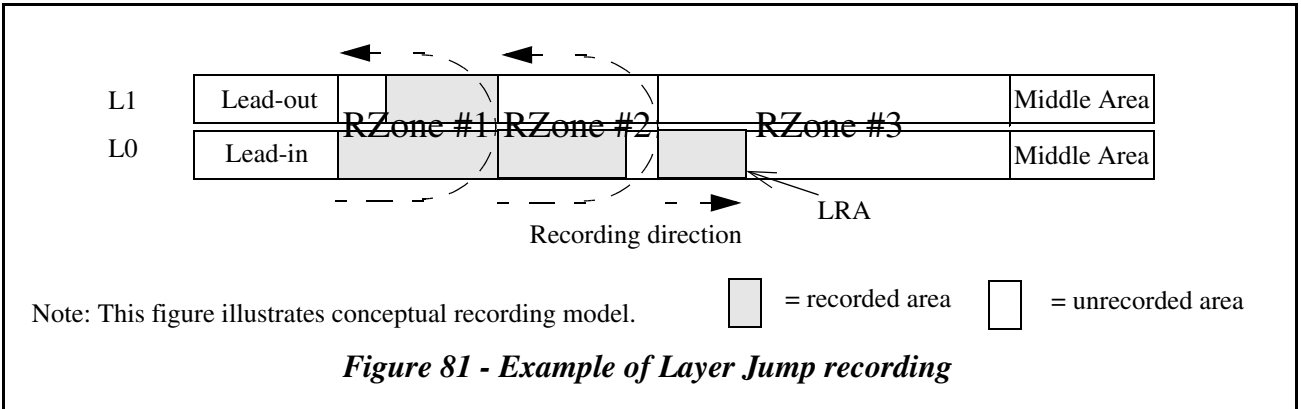 L1
Lead-out
Middle Area
RZone #1
RZone #2
RZone #3
L0
Lead-in
Middle Area
LRA
Recording direction
Note: This figure illustrates conceptual recording model.
= recorded area
= unrecorded area
Figure 81 - Example of Layer Jump recording